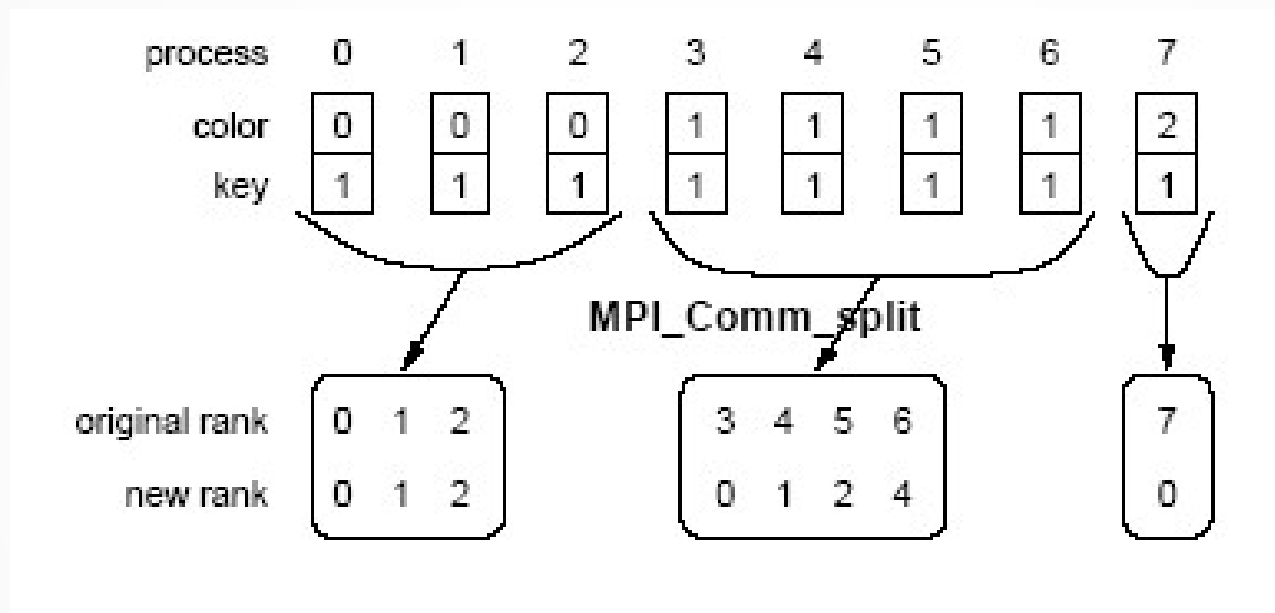 process 0 1 2 3 4 5 6 7
color 0 0 0 1 1 1 1 2
key 1 1 1 1 1 1 1 1
MPI_Comm_split
original rank 0 1 2 3 4 5 6 7
new rank 0 1 2 0 1 2 4 0